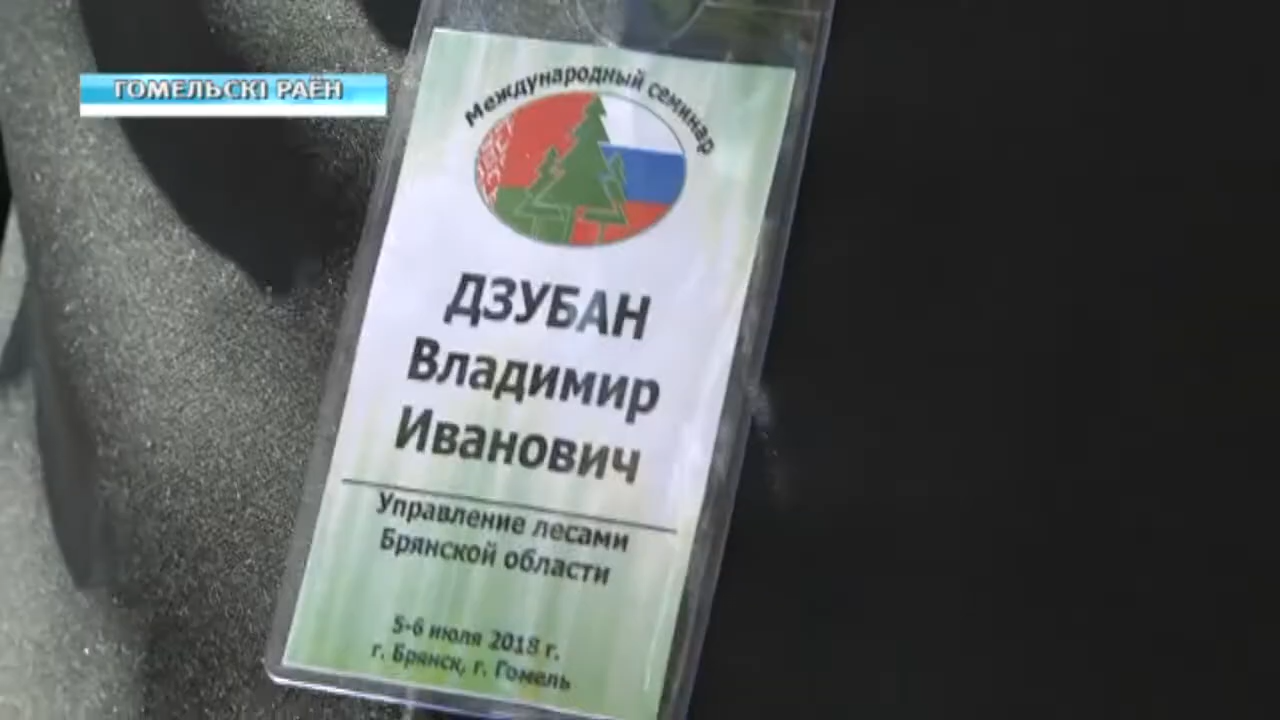 ГОМЕЛЬСКІ РАЁН
Международный семинар
ДЗУБАН
Владимир
Иванович
Управление лесами
Брянской области
5-6 июля 2018 г.
г. Брянск, г. Гомель